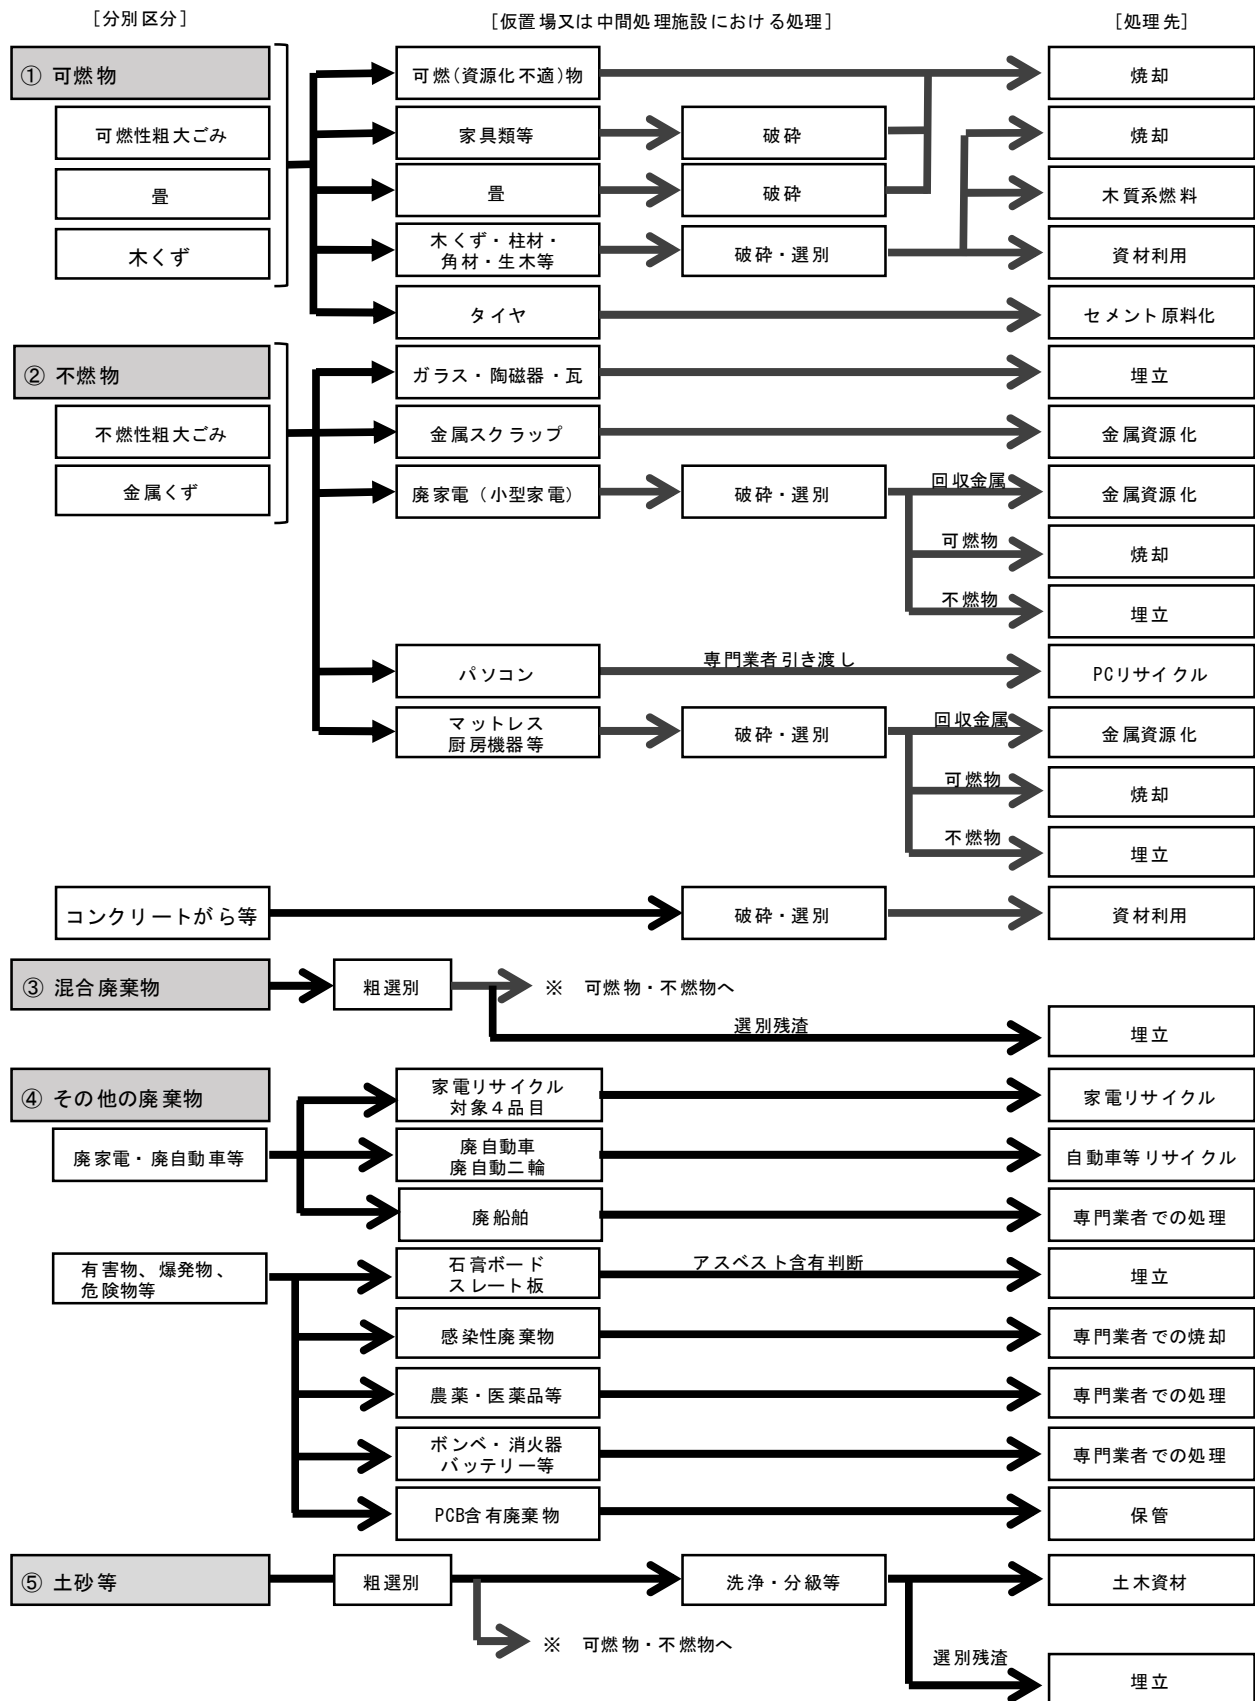 [分別区分]
[仮置場又は中間処理施設における処理]
[処理先]
① 可燃物
可燃(資源化不適)物
焼却
可燃性粗大ごみ
家具類等
破砕
焼却
畳
畳
破砕
木質系燃料
木くず
木くず・柱材・
角材・生木等
破砕・選別
資材利用
タイヤ
セメント原料化
② 不燃物
ガラス・陶磁器・瓦
埋立
不燃性粗大ごみ
金属スクラップ
金属資源化
金属くず
廃家電（小型家電）
破砕・選別
回収金属
金属資源化
可燃物
焼却
不燃物
埋立
パソコン
専門業者引き渡し
PCリサイクル
マットレス
厨房機器等
破砕・選別
回収金属
金属資源化
可燃物
焼却
不燃物
埋立
コンクリートがら等
破砕・選別
資材利用
③ 混合廃棄物
粗選別
※　可燃物・不燃物へ
選別残渣
埋立
④ その他の廃棄物
家電リサイクル
対象４品目
家電リサイクル
廃家電・廃自動車等
廃自動車
廃自動二輪
自動車等リサイクル
廃船舶
専門業者での処理
有害物、爆発物、
危険物等
石膏ボード
スレート板
アスベスト含有判断
埋立
感染性廃棄物
専門業者での焼却
農薬・医薬品等
専門業者での処理
ボンベ・消火器
バッテリー等
専門業者での処理
PCB含有廃棄物
保管
⑤ 土砂等
粗選別
洗浄・分級等
土木資材
※　可燃物・不燃物へ
選別残渣
埋立